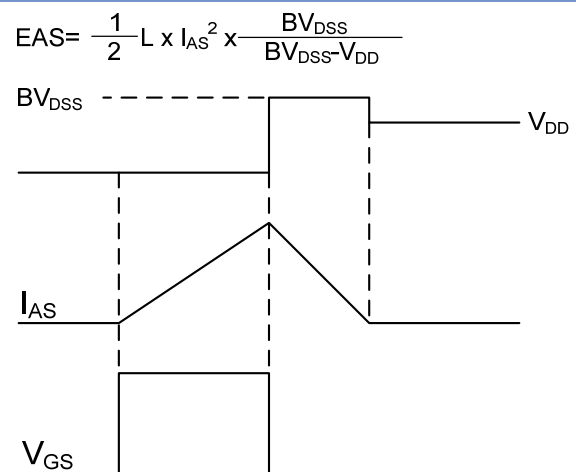 EAS= 1/2 L x IAS² x BVDSS/BVDSS-VDD
BVDSS
VDD
IAS
VGS